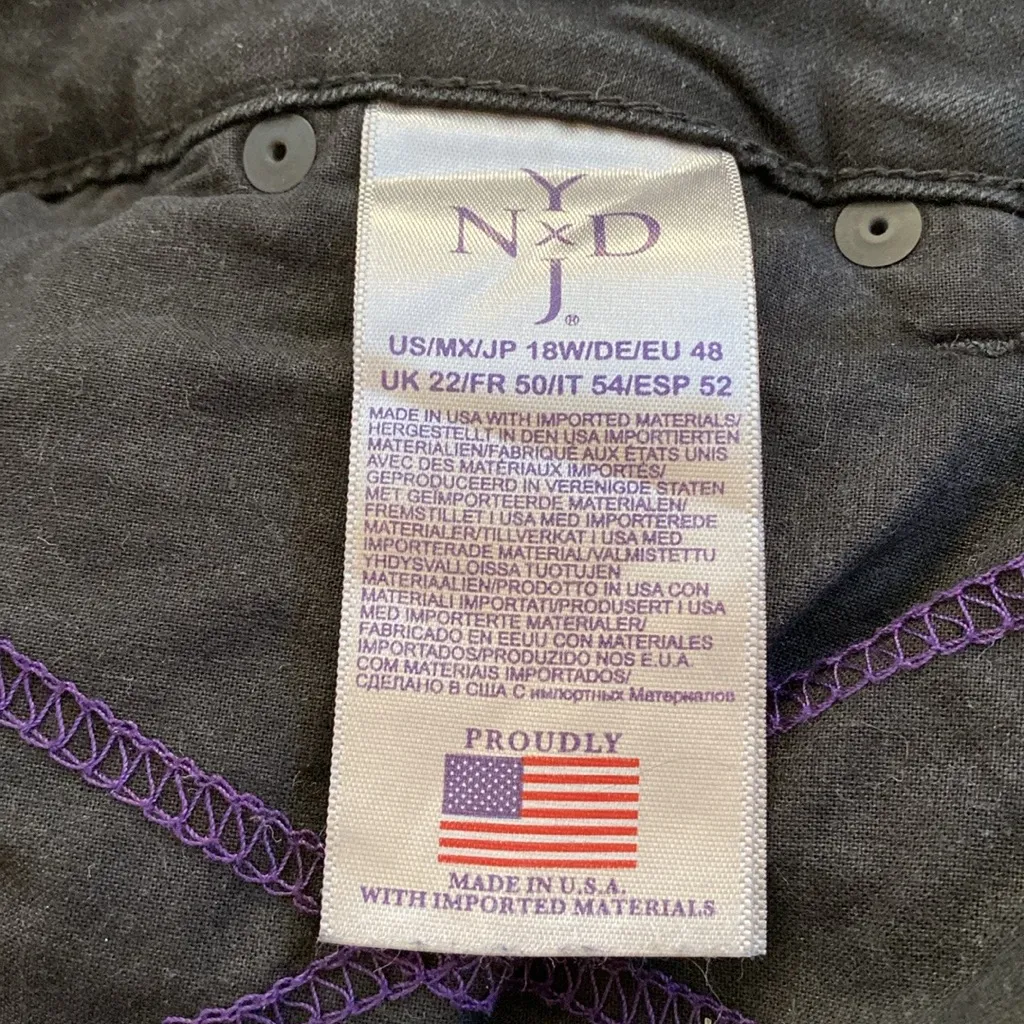 NYDJ®
US/MX/JP 18W/DE/EU 48
UK 22/FR 50/IT 54/ESP 52
MADE IN USA WITH IMPORTED MATERIALS/
HERGESTELLT IN DEN USA IMPORTIERTEN
MATERIALIEN/FABRIQUÉ AUX ÉTATS UNIS
AVEC DES MATÉRIAUX IMPORTÉS/
GEPRODUCEERD IN VERENIGDE STATEN
MET GEÏMPORTEERDE MATERIALEN/
FREMSTILLET I USA MED IMPORTEREDE
MATERIALER/TILLVERKAT I USA MED
IMPORTERADE MATERIAL/VALMISTETTU
YHDYSVALLOISSA TUOTUJEN
MATERIAALIEN/PRODOTTO IN USA CON
MATERIALI IMPORTATI/PRODUSERT I USA
MED IMPORTERTE MATERIALER/
FABRICADO EN EEUU CON MATERIALES
IMPORTADOS/PRODUZIDO NOS E.U.A.
COM MATERIAIS IMPORTADOS/
СДЕЛАНО В США С импортных Материалов
PROUDLY
MADE IN U.S.A.
WITH IMPORTED MATERIALS